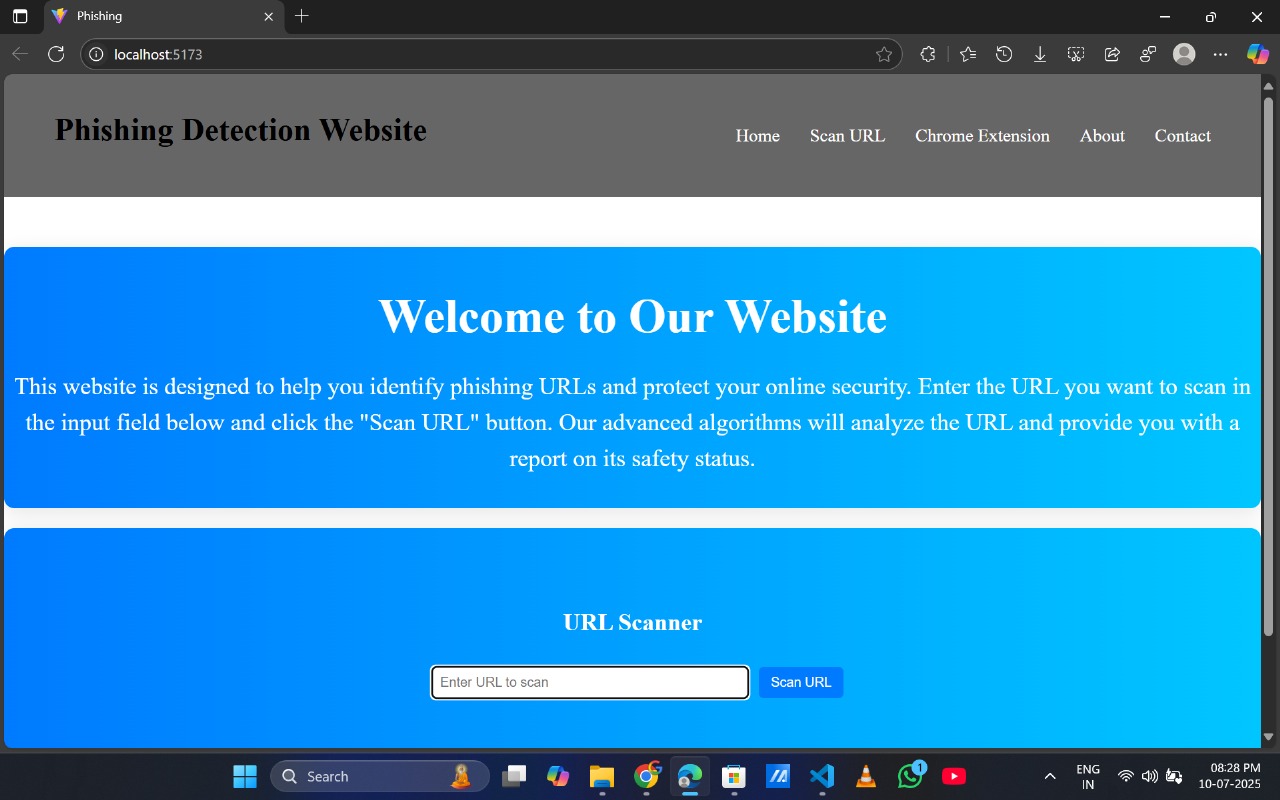 Phishing
localhost:5173
Phishing Detection Website
Home Scan URL Chrome Extension About Contact
Welcome to Our Website
This website is designed to help you identify phishing URLs and protect your online security. Enter the URL you want to scan in
the input field below and click the "Scan URL" button. Our advanced algorithms will analyze the URL and provide you with a
report on its safety status.
URL Scanner
Enter URL to scan Scan URL
Search
1
ENG
IN
08:28 PM
10-07-2025